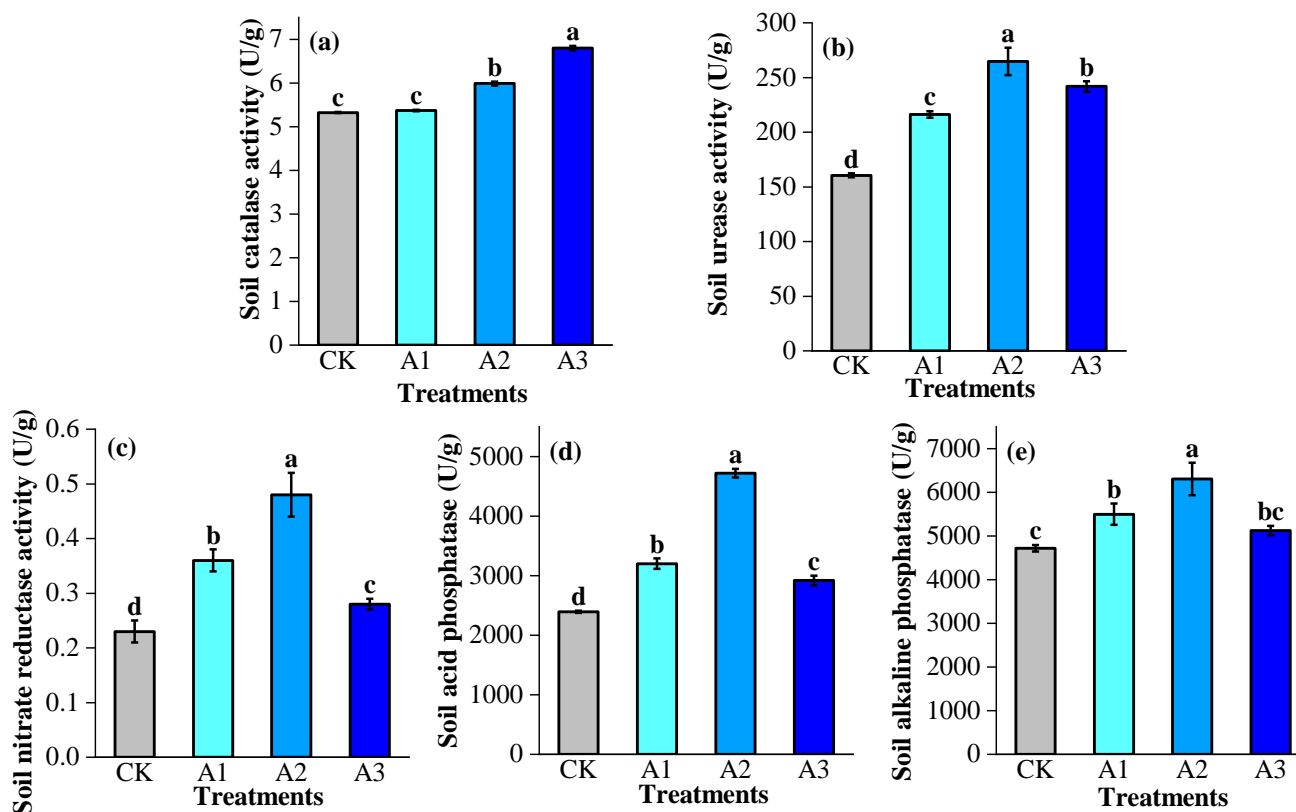 Soil catalase activity (U/g)
(a)
7
6
5
4
3
2
1
0
c
c
b
a
CK A1 A2 A3
Treatments
Soil urease activity (U/g)
(b)
300
250
200
150
100
50
0
d
c
a
b
CK A1 A2 A3
Treatments
Soil nitrate reductase activity (U/g)
(c)
0.6
0.5
0.4
0.3
0.2
0.1
0.0
d
b
a
c
CK A1 A2 A3
Treatments
Soil acid phosphatase (U/g)
(d)
5000
4000
3000
2000
1000
0
d
b
a
c
CK A1 A2 A3
Treatments
Soil alkaline phosphatase (U/g)
(e)
7000
6000
5000
4000
3000
2000
1000
0
c
b
a
bc
CK A1 A2 A3
Treatments